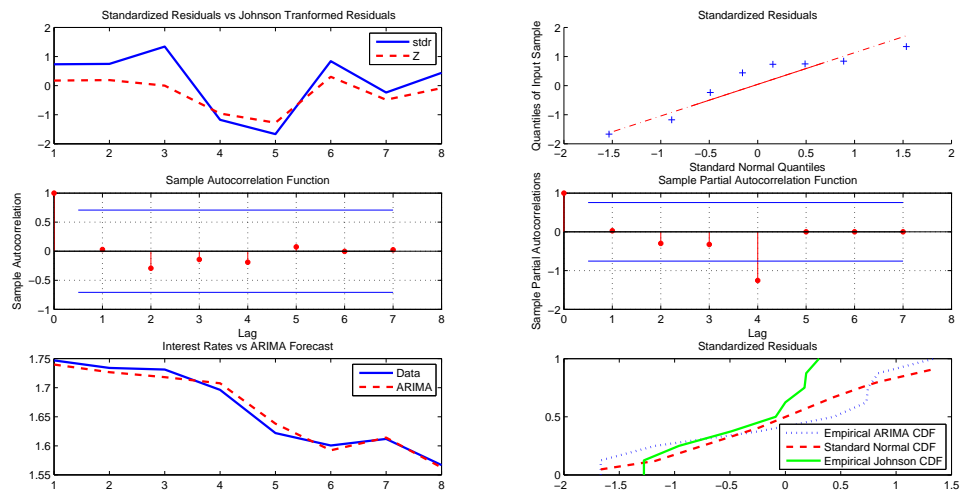 Standardized Residuals vs Johnson Tranformed Residuals
2
1
0
−1
−2
1 2 3 4 5 6 7 8
stdr
Z
Standardized Residuals
Quantiles of Input Sample
2
1
0
−1
−2
−2 −1.5 −1 −0.5 0 0.5 1 1.5 2
Standard Normal Quantiles
Sample Autocorrelation Function
Sample Autocorrelation
1
0.5
0
−0.5
−1
0 1 2 3 4 5 6 7 8
Lag
Sample Partial Autocorrelation Function
Sample Partial Autocorrelations
1
0
−1
−2
0 1 2 3 4 5 6 7 8
Lag
Interest Rates vs ARIMA Forecast
1.75
1.65
1.55
1 2 3 4 5 6 7 8
Data
ARIMA
Standardized Residuals
1
0.5
0
−2 −1.5 −1 −0.5 0 0.5 1 1.5
Empirical ARIMA CDF
Standard Normal CDF
Empirical Johnson CDF